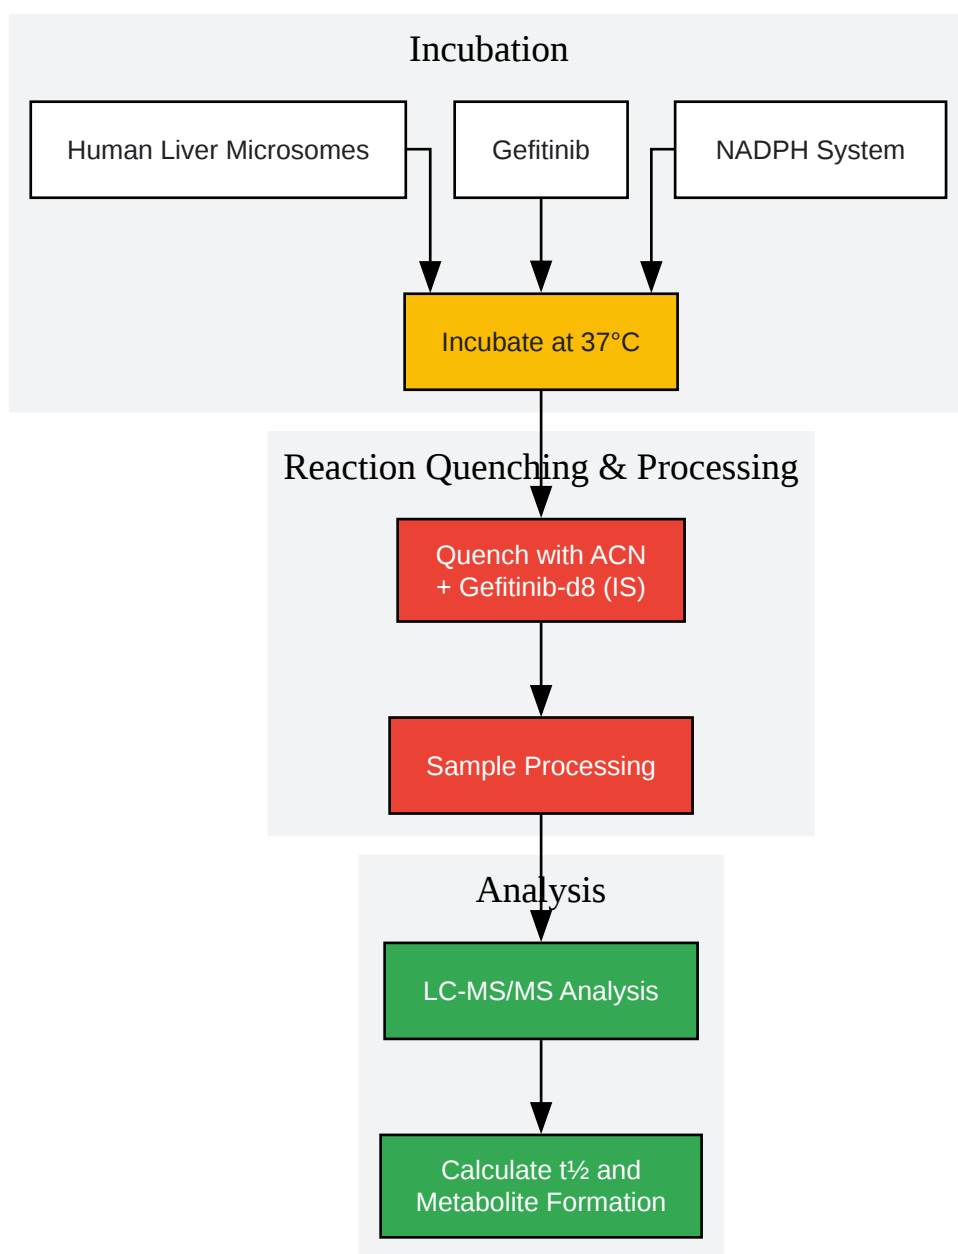 Incubation
Human Liver Microsomes
Gefitinib
NADPH System
Incubate at 37°C
Reaction Quenching & Processing
Quench with ACN
+ Gefitinib-d8 (IS)
Sample Processing
Analysis
LC-MS/MS Analysis
Calculate t½ and
Metabolite Formation